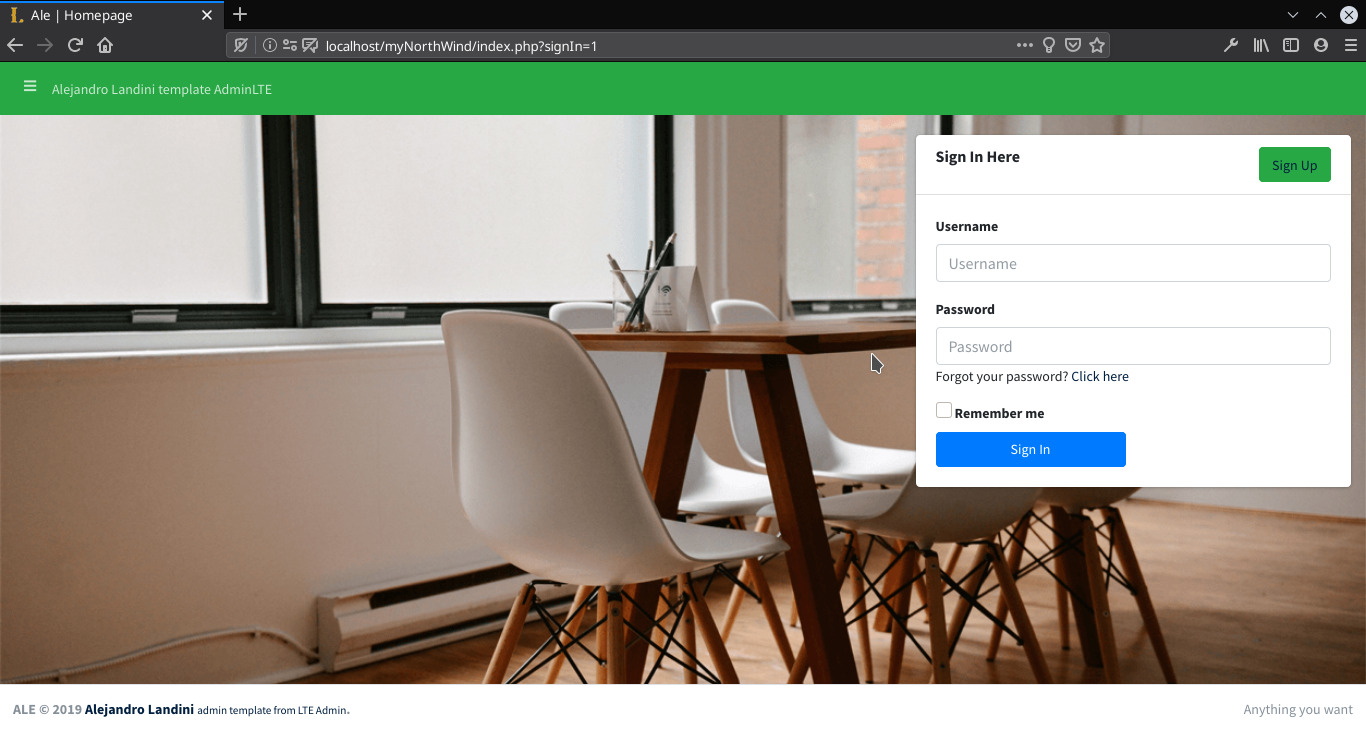 Ale | Homepage
localhost/myNorthWind/index.php?signIn=1
Alejandro Landini template AdminLTE
Sign In Here
Sign Up
Username
Username
Password
Password
Forgot your password? Click here
Remember me
Sign In
ALE © 2019 Alejandro Landini admin template from LTE Admin.
Anything you want